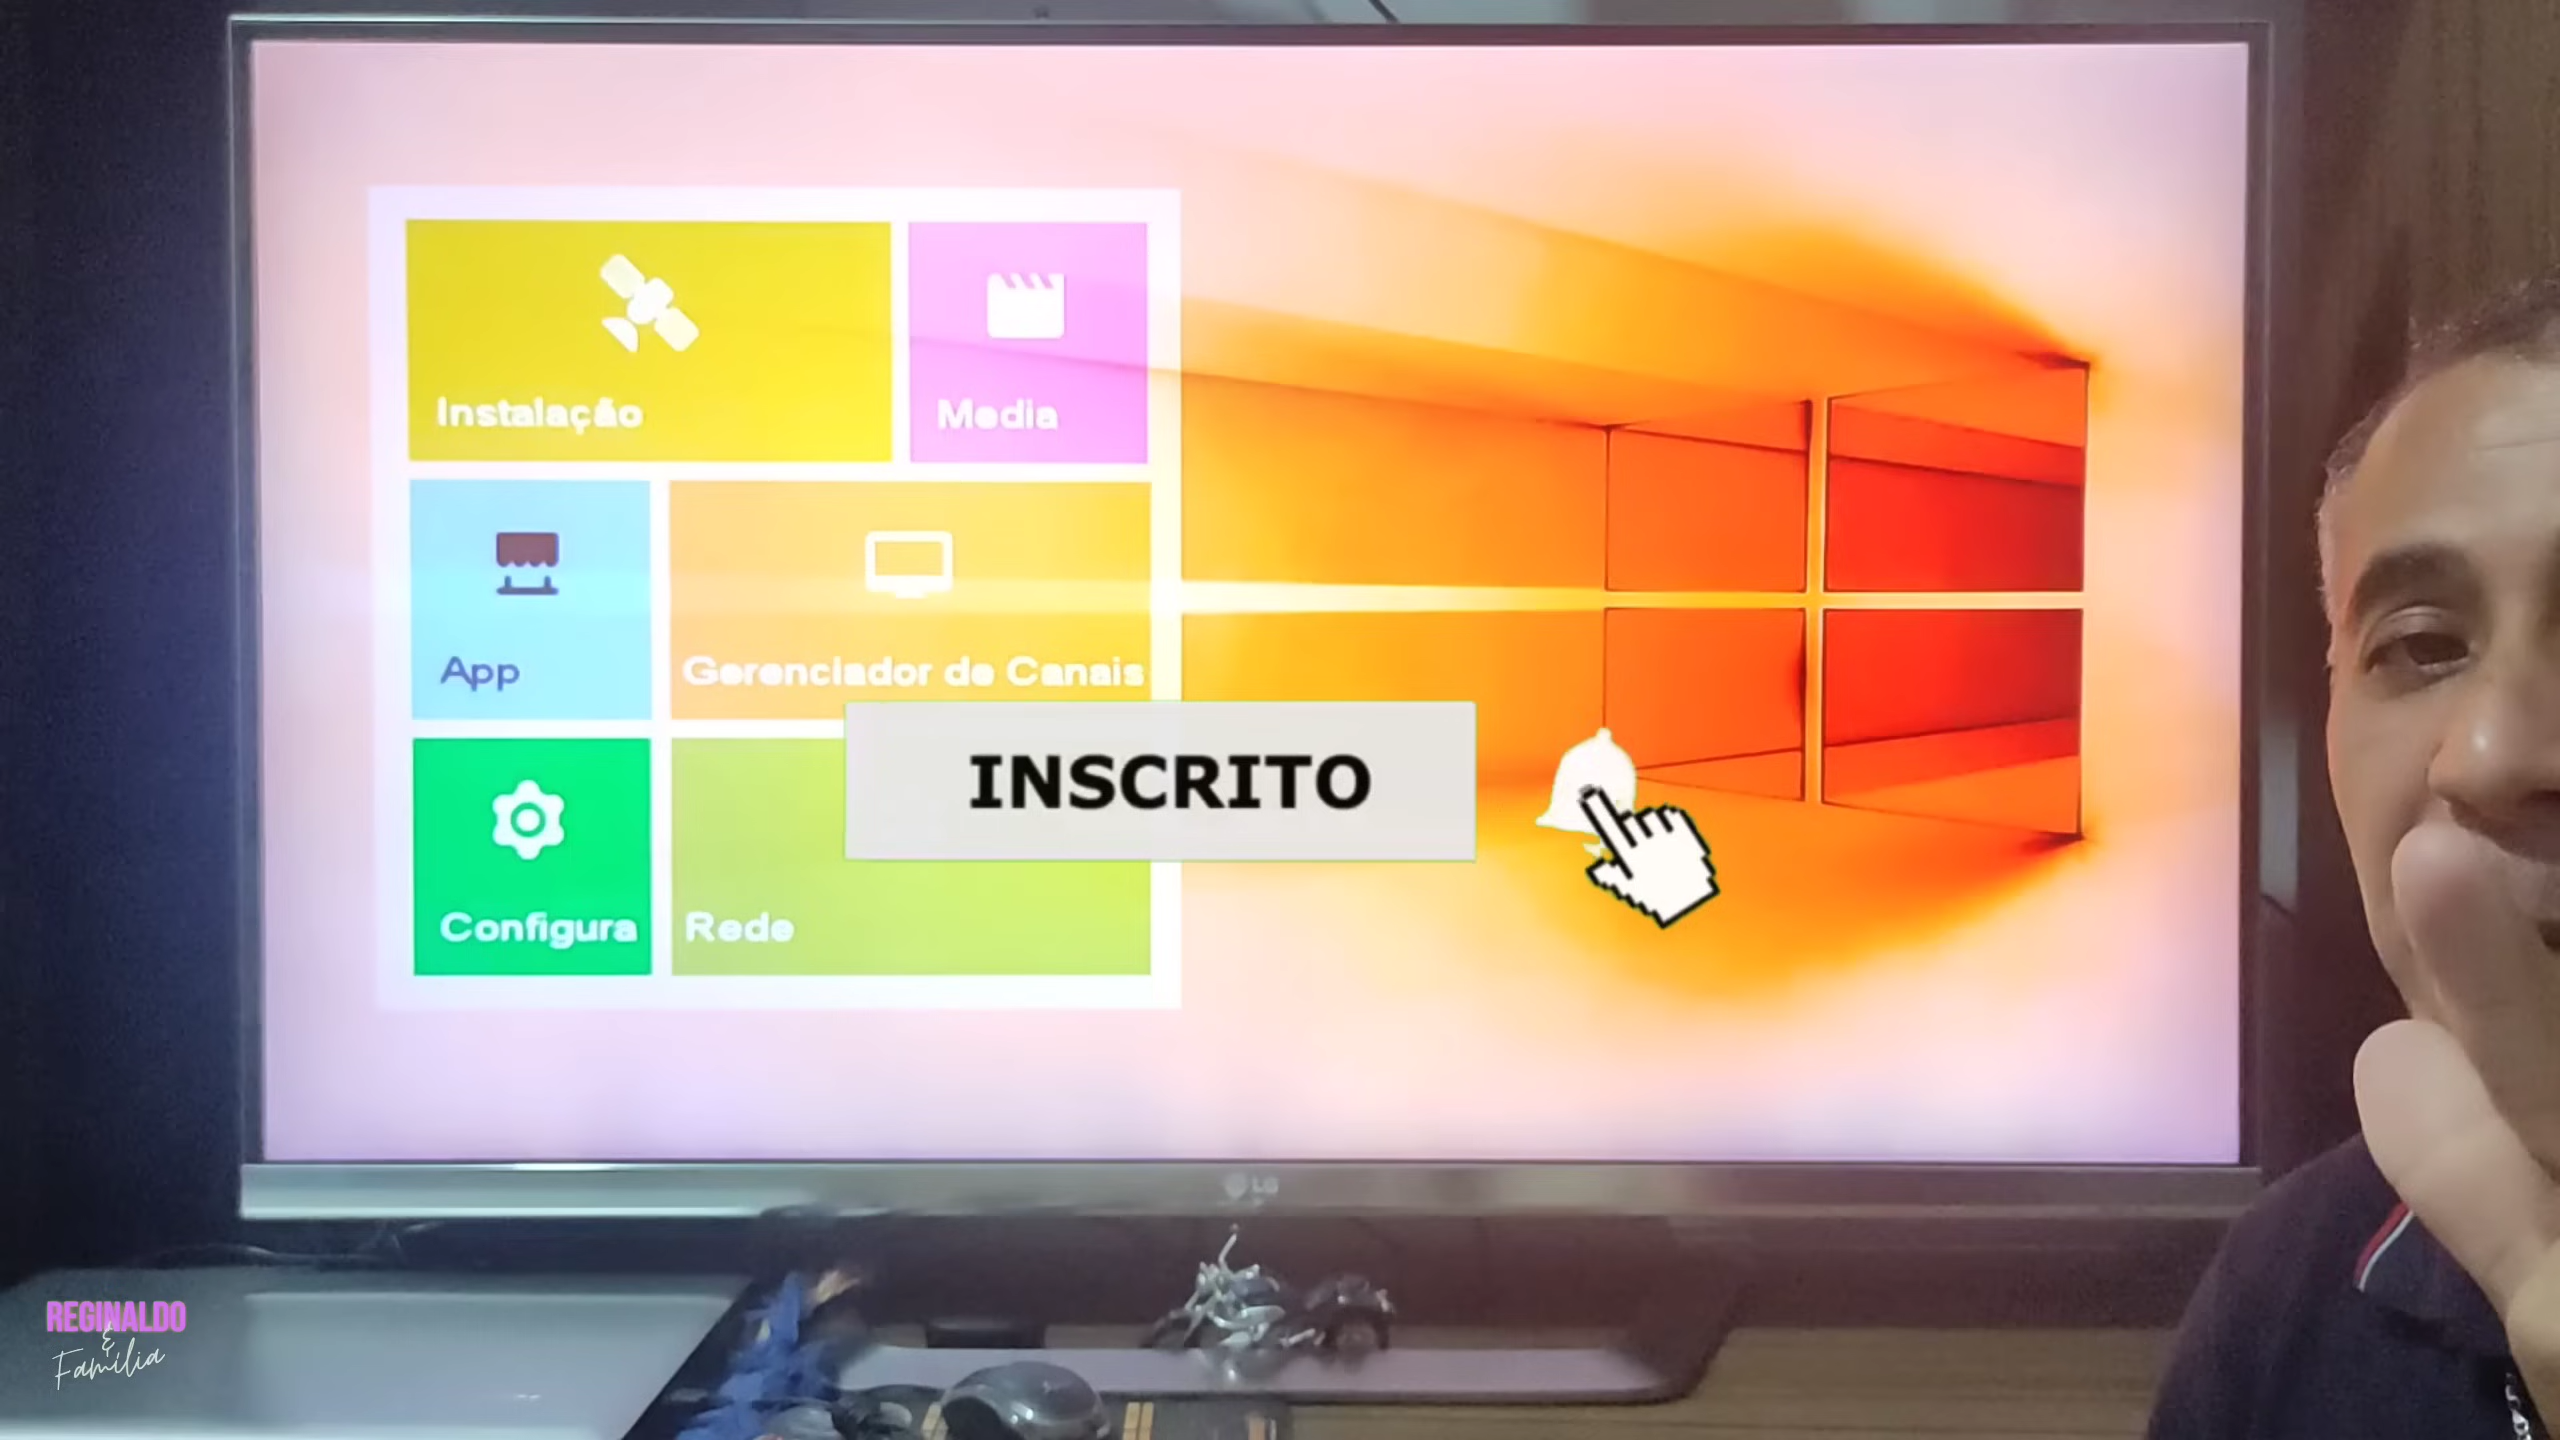 Instalação
Media
App
Gerenciador de Canais
INSCRITO
Configura
Rede
LG
REGINALDO
&
Família